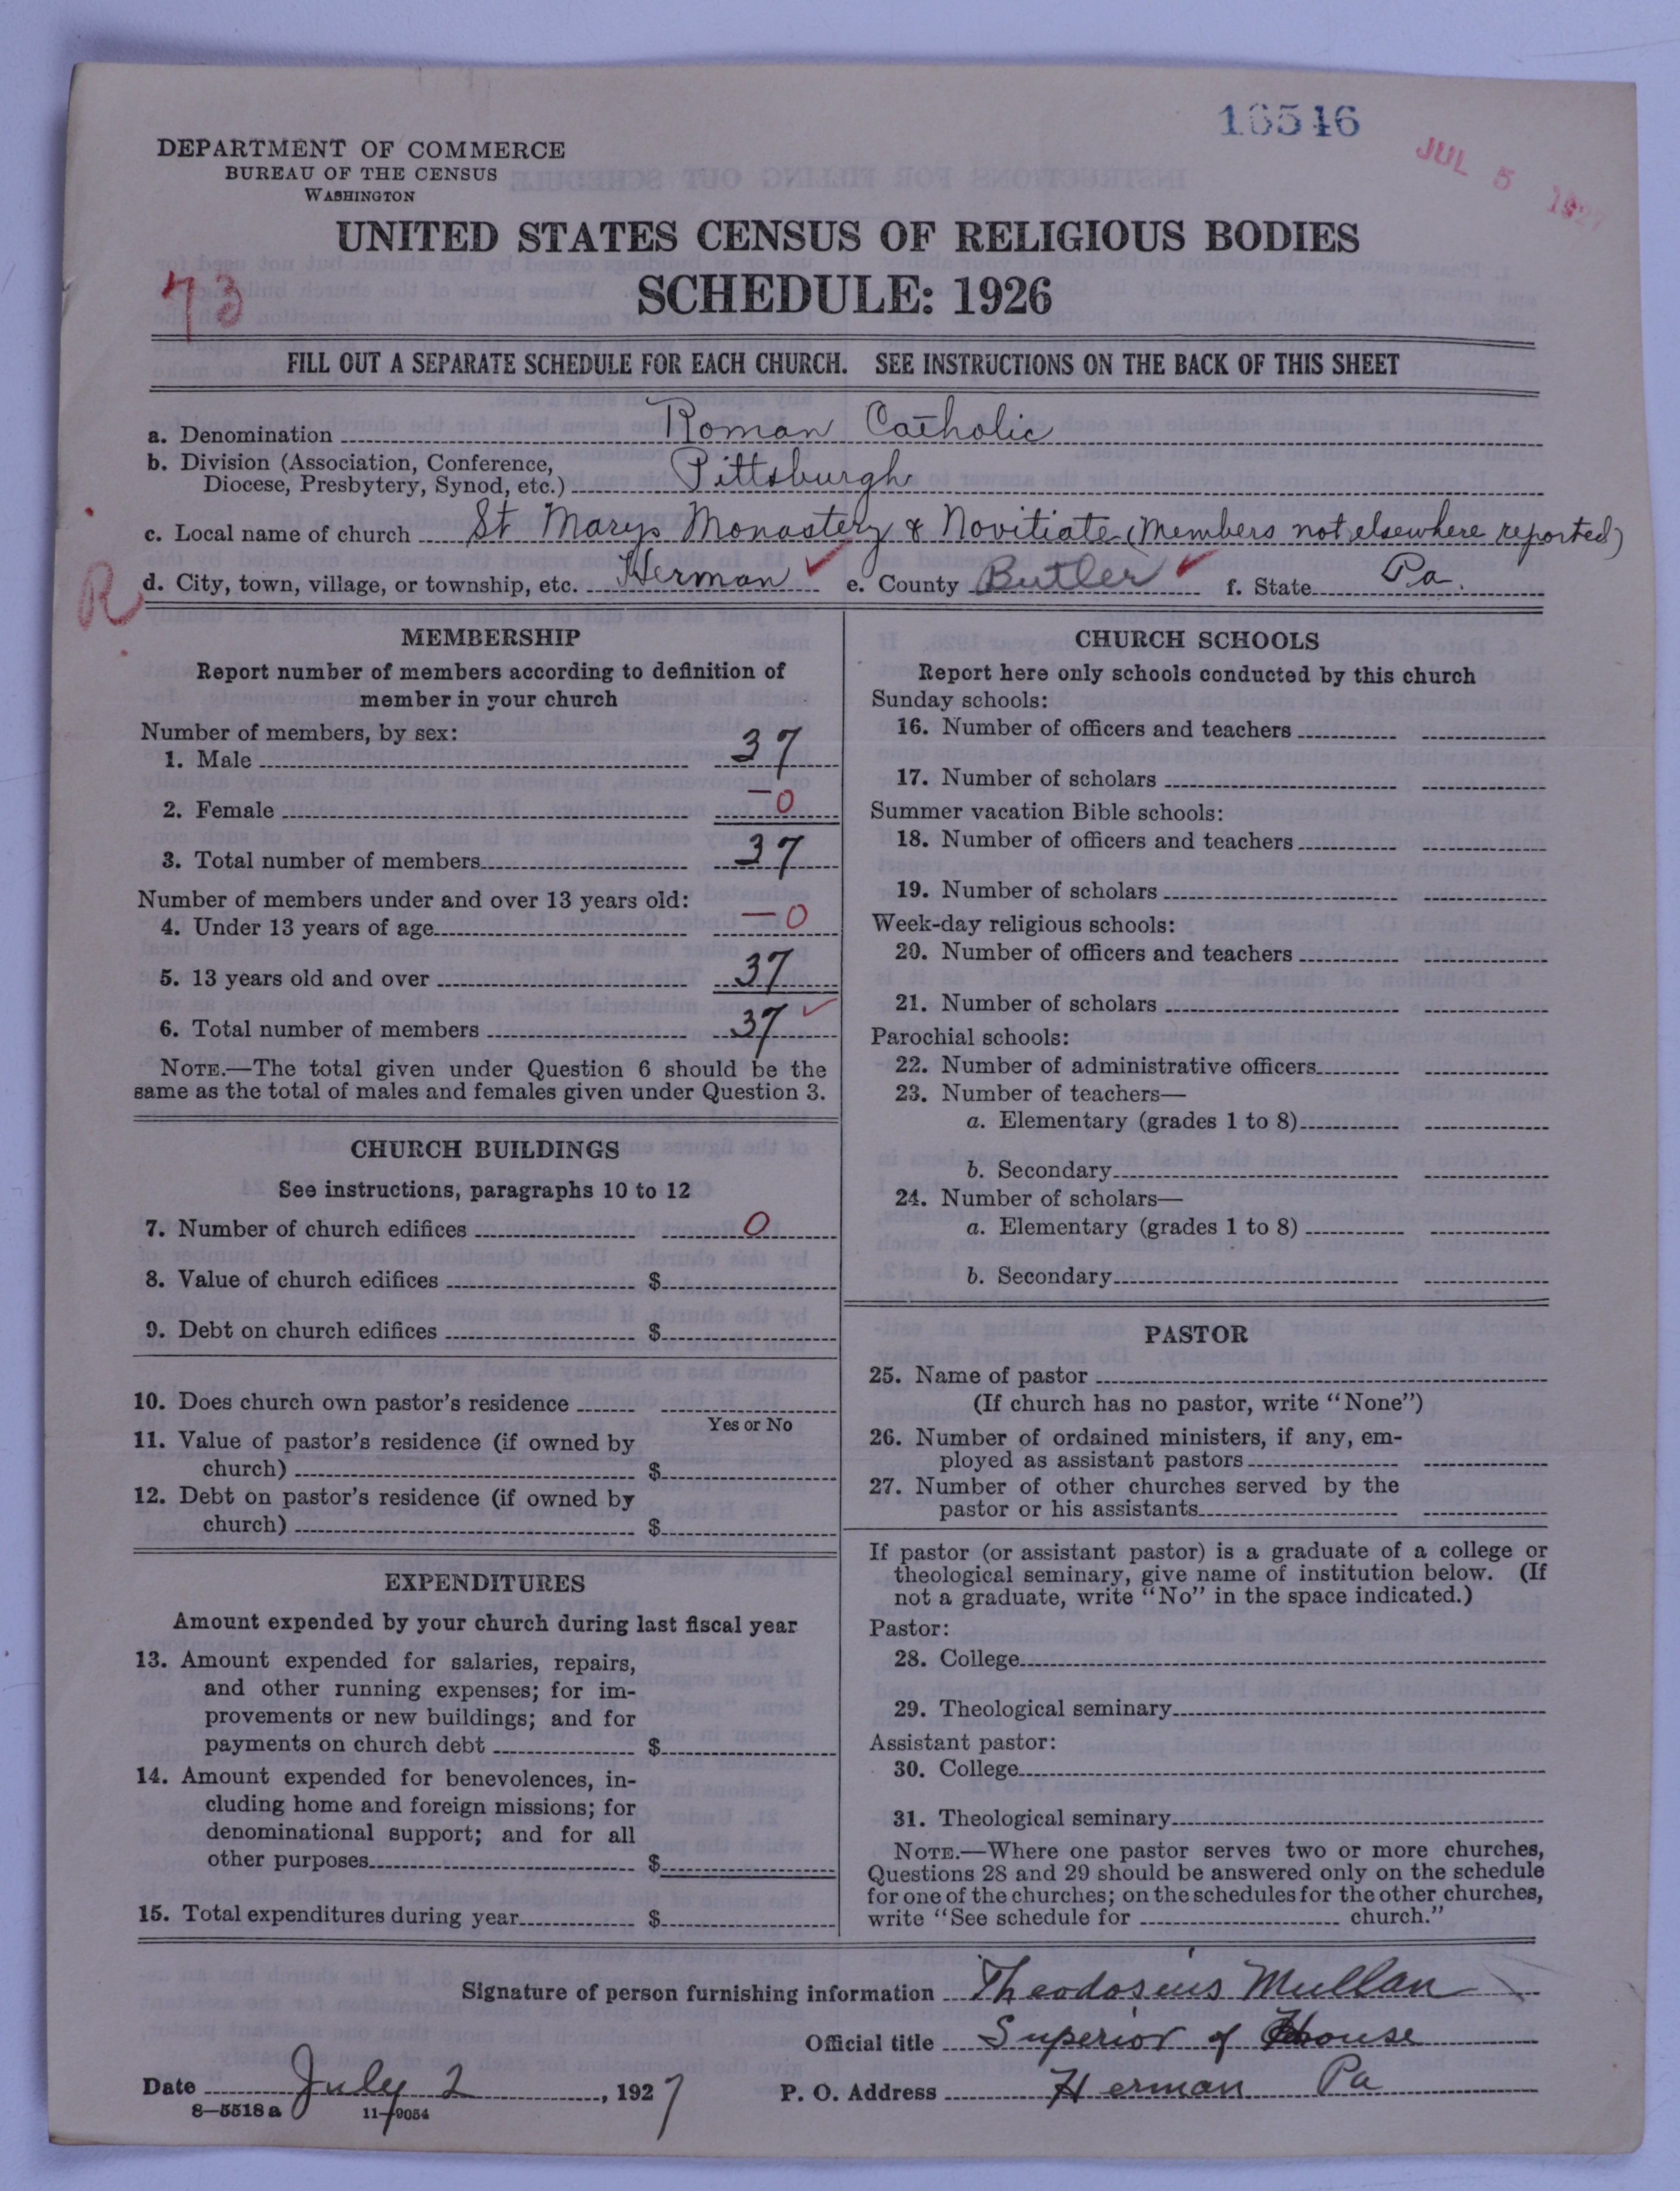 16546
JUL 5 1927
DEPARTMENT OF COMMERCE
BUREAU OF THE CENSUS
WASHINGTON
UNITED STATES CENSUS OF RELIGIOUS BODIES
SCHEDULE: 1926
73
FILL OUT A SEPARATE SCHEDULE FOR EACH CHURCH. SEE INSTRUCTIONS ON THE BACK OF THIS SHEET
a. Denomination Roman Catholic
b. Division (Association, Conference,
Diocese, Presbytery, Synod, etc.) Pittsburgh
c. Local name of church St Marys Monastery & Novitiate (Members not elsewhere reported)
R
d. City, town, village, or township, etc. Herman e. County Butler f. State Pa.
MEMBERSHIP
Report number of members according to definition of
member in your church
Number of members, by sex:
1. Male 37
2. Female —0
3. Total number of members 37
Number of members under and over 13 years old:
4. Under 13 years of age —0
5. 13 years old and over 37
6. Total number of members 37
NOTE.—The total given under Question 6 should be the
same as the total of males and females given under Question 3.
CHURCH BUILDINGS
See instructions, paragraphs 10 to 12
7. Number of church edifices 0
8. Value of church edifices $
9. Debt on church edifices $
10. Does church own pastor's residence
Yes or No
11. Value of pastor's residence (if owned by
church) $
12. Debt on pastor's residence (if owned by
church) $
EXPENDITURES
Amount expended by your church during last fiscal year
13. Amount expended for salaries, repairs,
and other running expenses; for im-
provements or new buildings; and for
payments on church debt $
14. Amount expended for benevolences, in-
cluding home and foreign missions; for
denominational support; and for all
other purposes $
15. Total expenditures during year $
CHURCH SCHOOLS
Report here only schools conducted by this church
Sunday schools:
16. Number of officers and teachers
17. Number of scholars
Summer vacation Bible schools:
18. Number of officers and teachers
19. Number of scholars
Week-day religious schools:
20. Number of officers and teachers
21. Number of scholars
Parochial schools:
22. Number of administrative officers
23. Number of teachers—
a. Elementary (grades 1 to 8)
b. Secondary
24. Number of scholars—
a. Elementary (grades 1 to 8)
b. Secondary
PASTOR
25. Name of pastor
(If church has no pastor, write "None")
26. Number of ordained ministers, if any, em-
ployed as assistant pastors
27. Number of other churches served by the
pastor or his assistants
If pastor (or assistant pastor) is a graduate of a college or
theological seminary, give name of institution below. (If
not a graduate, write "No" in the space indicated.)
Pastor:
28. College
29. Theological seminary
Assistant pastor:
30. College
31. Theological seminary
NOTE.—Where one pastor serves two or more churches,
Questions 28 and 29 should be answered only on the schedule
for one of the churches; on the schedules for the other churches,
write "See schedule for church."
Signature of person furnishing information Theodosius Mullan
Official title Superior of House
Date July 2, 1927 P. O. Address Herman Pa
8—5518a 11—9054